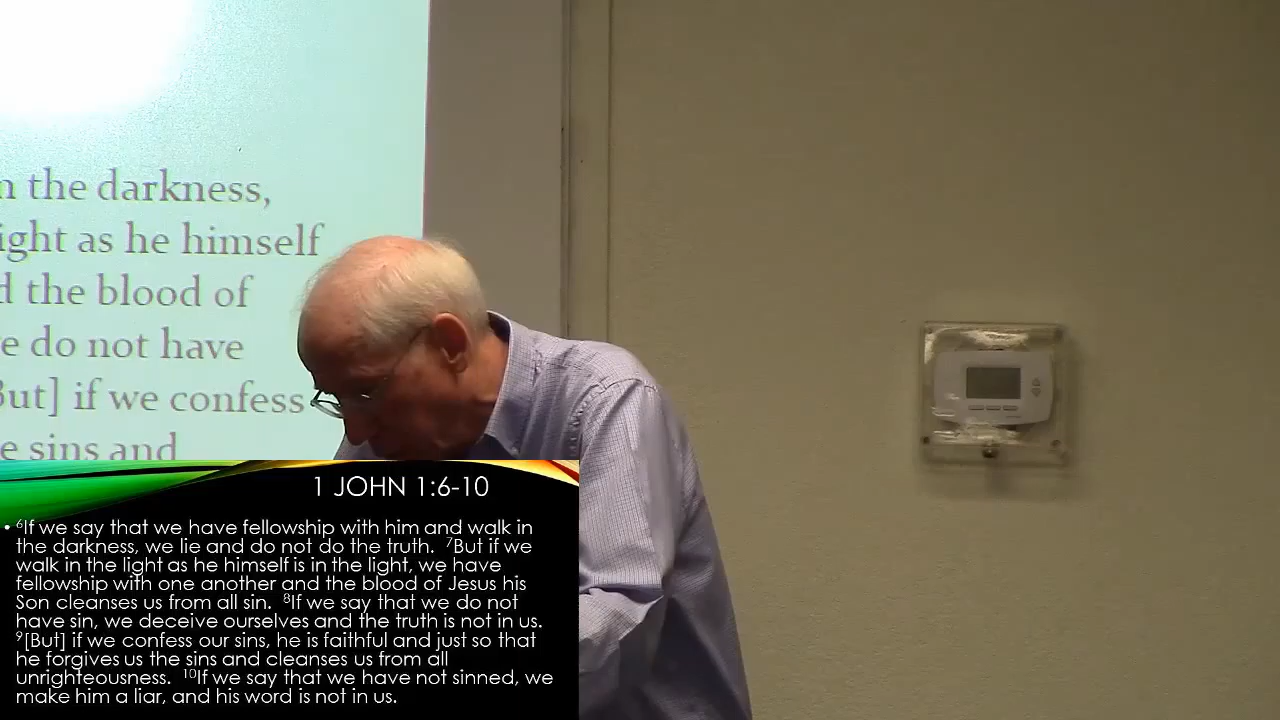 n the darkness,
ight as he himself
d the blood of
e do not have
But] if we confess
e sins and
1 JOHN 1:6-10
• ⁶If we say that we have fellowship with him and walk in
the darkness, we lie and do not do the truth. ⁷But if we
walk in the light as he himself is in the light, we have
fellowship with one another and the blood of Jesus his
Son cleanses us from all sin. ⁸If we say that we do not
have sin, we deceive ourselves and the truth is not in us.
⁹[But] if we confess our sins, he is faithful and just so that
he forgives us the sins and cleanses us from all
unrighteousness. ¹⁰If we say that we have not sinned, we
make him a liar, and his word is not in us.